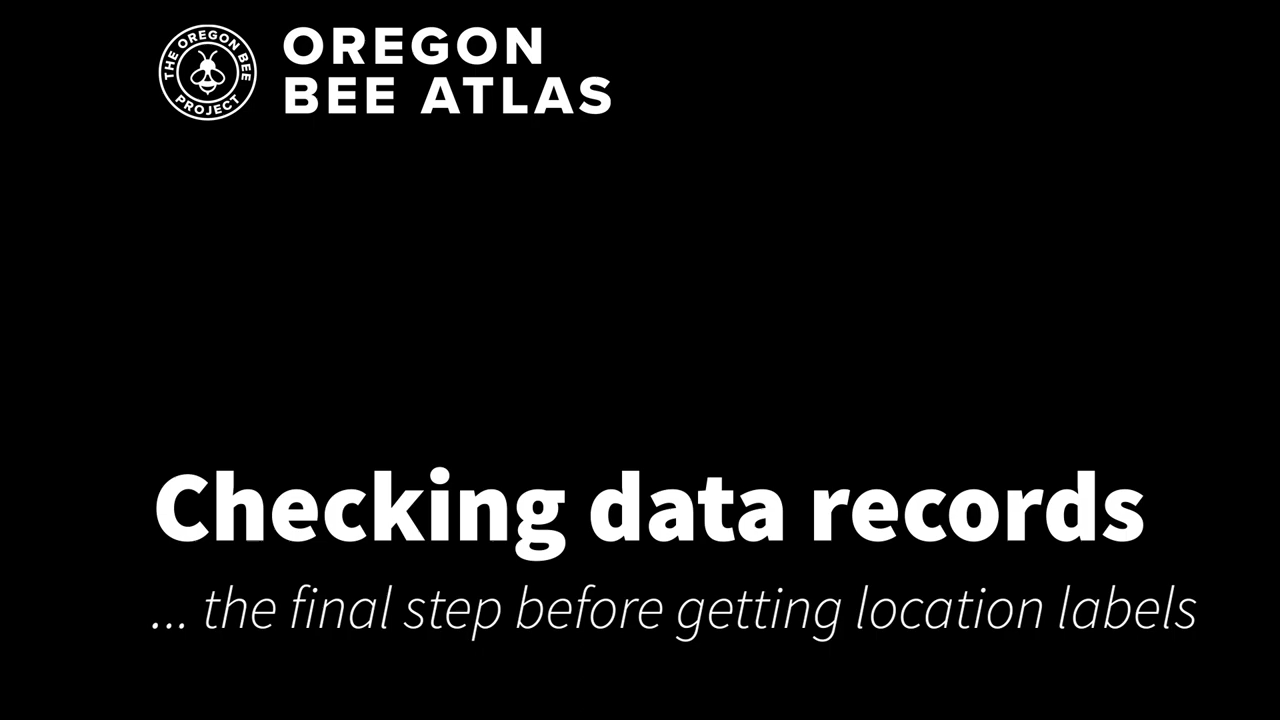 THE OREGON BEE PROJECT
OREGON
BEE ATLAS
Checking data records
... the final step before getting location labels